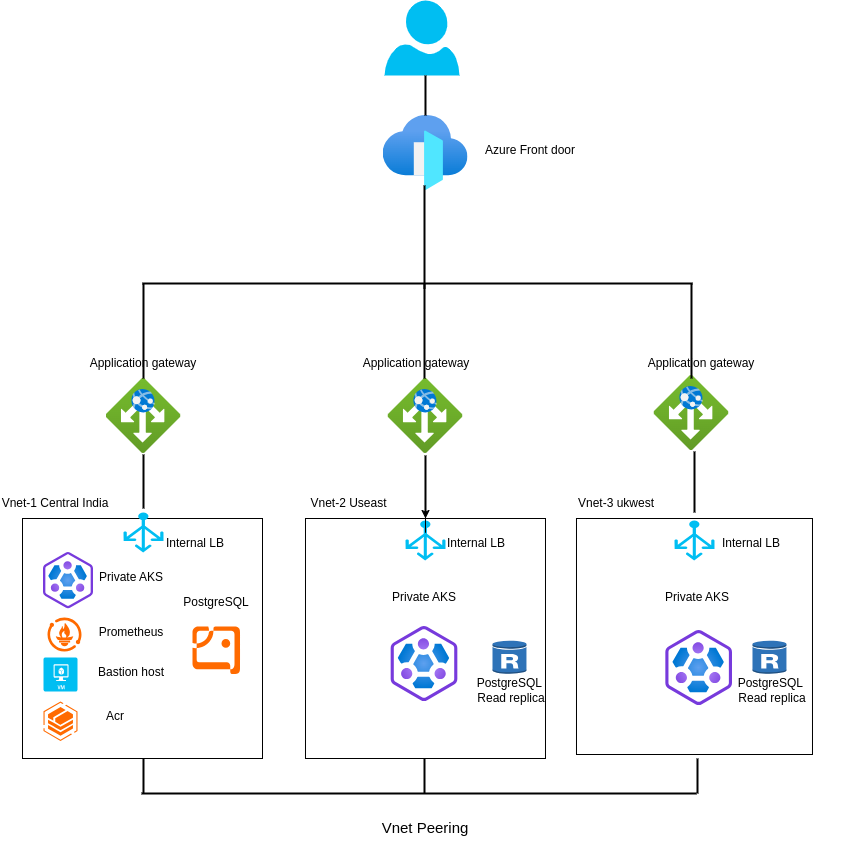 Azure Front door
Application gateway
Application gateway
Application gateway
Vnet-1 Central India
Vnet-2 Useast
Vnet-3 ukwest
Internal LB
Internal LB
Internal LB
Private AKS
PostgreSQL
Prometheus
Bastion host
VM
Acr
Private AKS
R
PostgreSQL
Read replica
Private AKS
R
PostgreSQL
Read replica
Vnet Peering